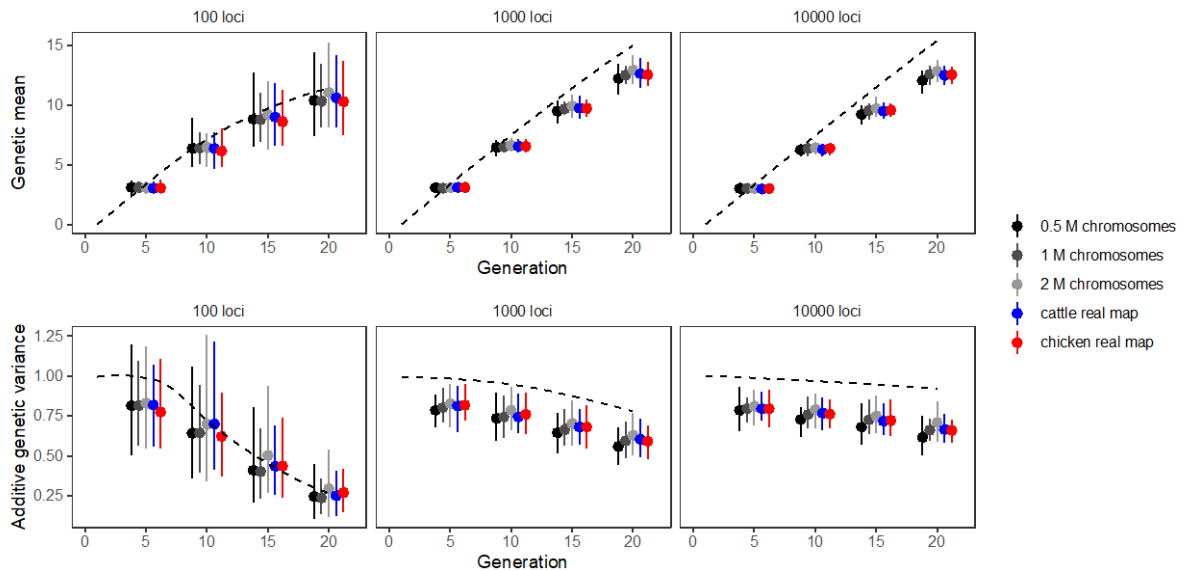 100 loci
1000 loci
10000 loci
Genetic mean
15
10
5
0
0 5 10 15 20
0 5 10 15 20
0 5 10 15 20
Generation
100 loci
1000 loci
10000 loci
Additive genetic variance
1.25
1.00
0.75
0.50
0.25
0 5 10 15 20
0 5 10 15 20
0 5 10 15 20
Generation
0.5 M chromosomes
1 M chromosomes
2 M chromosomes
cattle real map
chicken real map